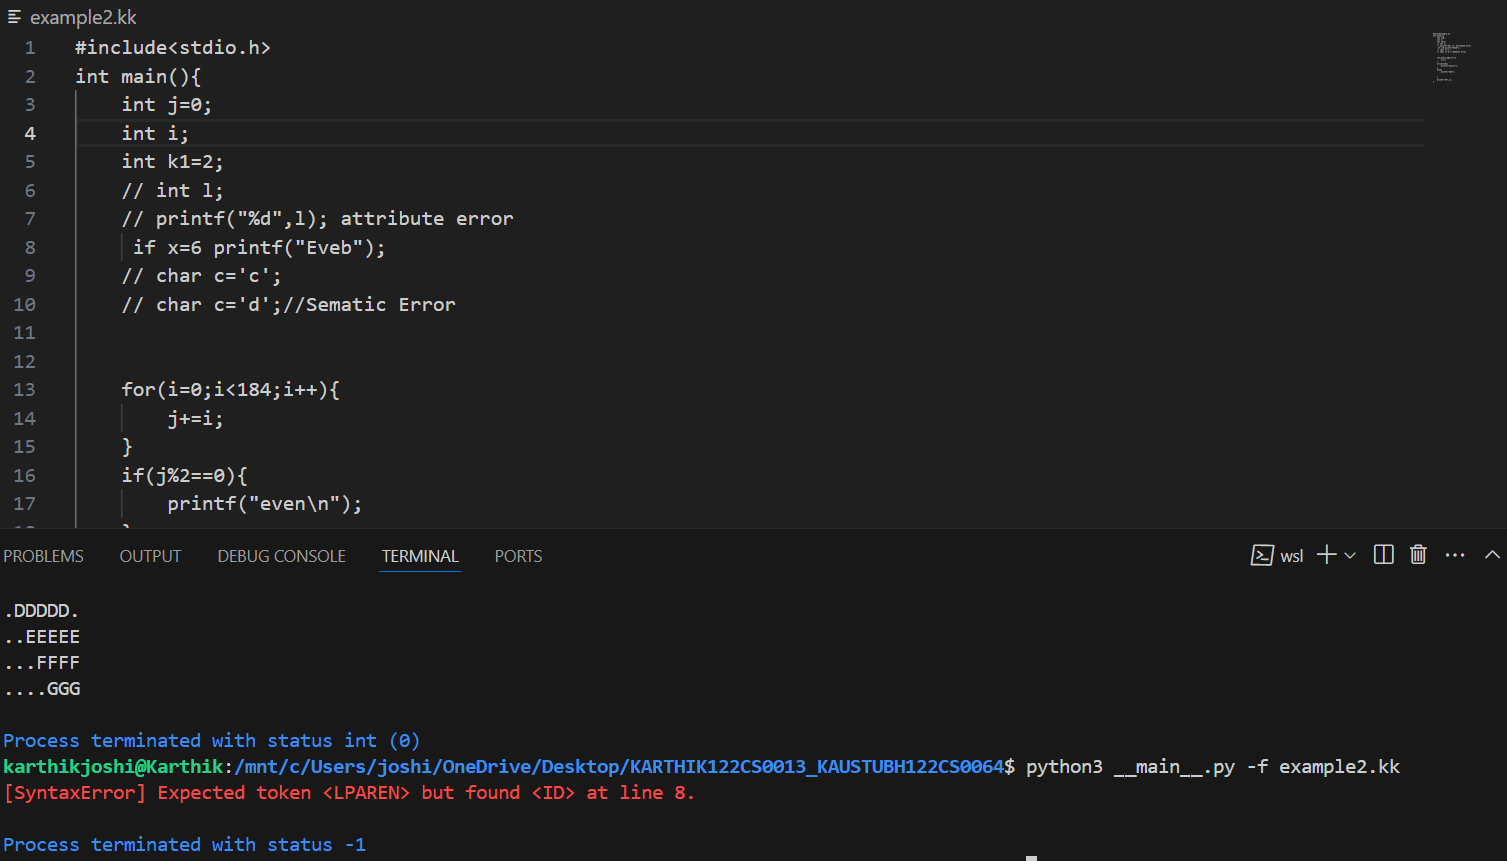 example2.kk
1 #include<stdio.h>
2 int main(){
3 int j=0;
4 int i;
5 int k1=2;
6 // int l;
7 // printf("%d",l); attribute error
8 if x=6 printf("Eveb");
9 // char c='c';
10 // char c='d';//Sematic Error
11
12
13 for(i=0;i<184;i++){
14 j+=i;
15 }
16 if(j%2==0){
17 printf("even\n");
PROBLEMS OUTPUT DEBUG CONSOLE TERMINAL PORTS wsl
.DDDDD.
..EEEEE
...FFFF
....GGG
Process terminated with status int (0)
karthikjoshi@Karthik:/mnt/c/Users/joshi/OneDrive/Desktop/KARTHIK122CS0013_KAUSTUBH122CS0064$ python3 __main__.py -f example2.kk
[SyntaxError] Expected token <LPAREN> but found <ID> at line 8.
Process terminated with status -1